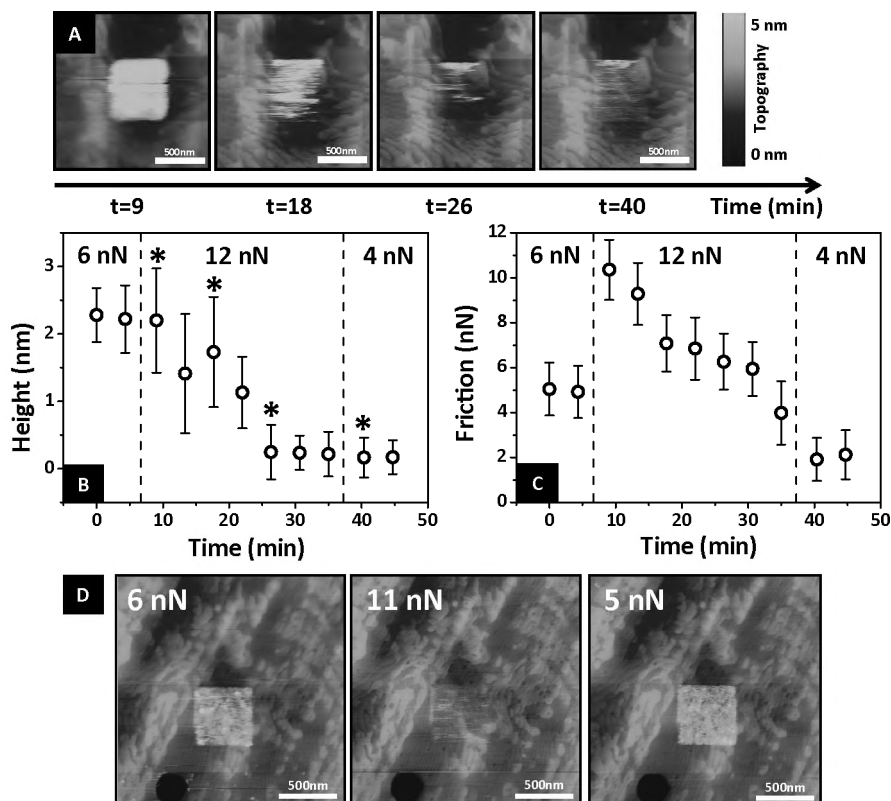 A
500nm
500nm
500nm
500nm
5 nm
Topography
0 nm
t=9
t=18
t=26
t=40
Time (min)
6 nN
12 nN
4 nN
*
*
*
*
3
2
1
0
Height (nm)
B
0
10
20
30
40
50
Time (min)
6 nN
12 nN
4 nN
12
10
8
6
4
2
0
Friction (nN)
C
0
10
20
30
40
50
Time (min)
D
6 nN
500nm
11 nN
500nm
5 nN
500nm